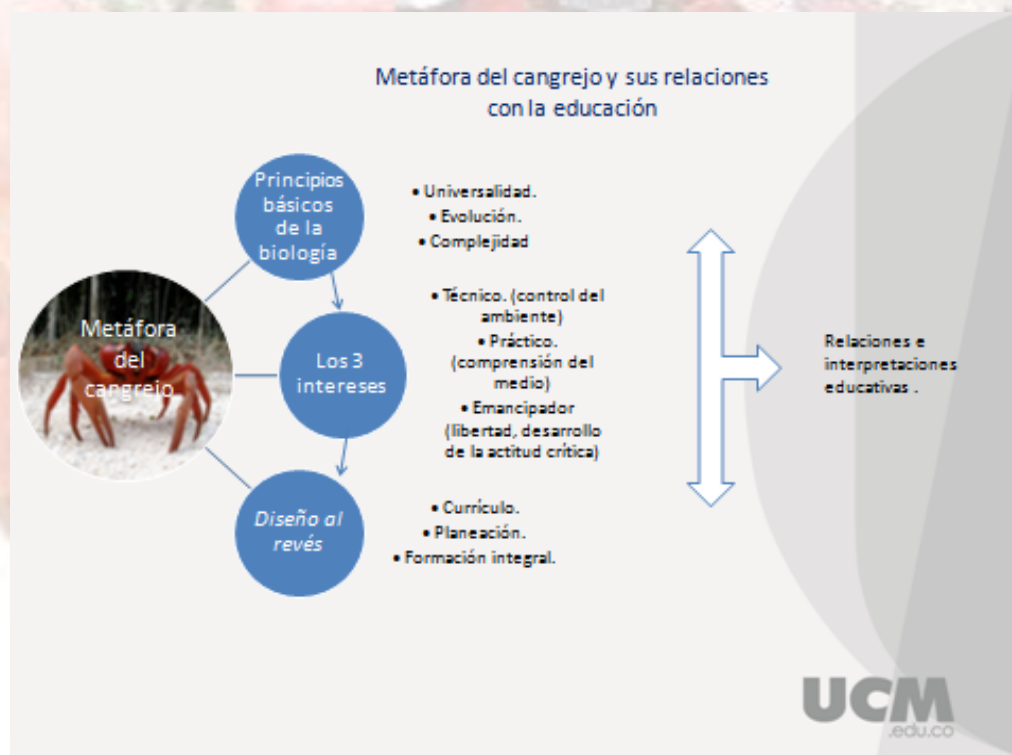 Metáfora del cangrejo y sus relaciones
con la educación
Metáfora
del
cangrejo
Principios
básicos
de la
biología
• Universalidad.
• Evolución.
• Complejidad
Los 3
intereses
• Técnico. (control del
ambiente)
• Práctico.
(comprensión del
medio)
• Emancipador
(libertad, desarrollo
de la actitud crítica)
Diseño al
revés
• Currículo.
• Planeación.
• Formación integral.
Relaciones e
interpretaciones
educativas .
UCM
.edu.co